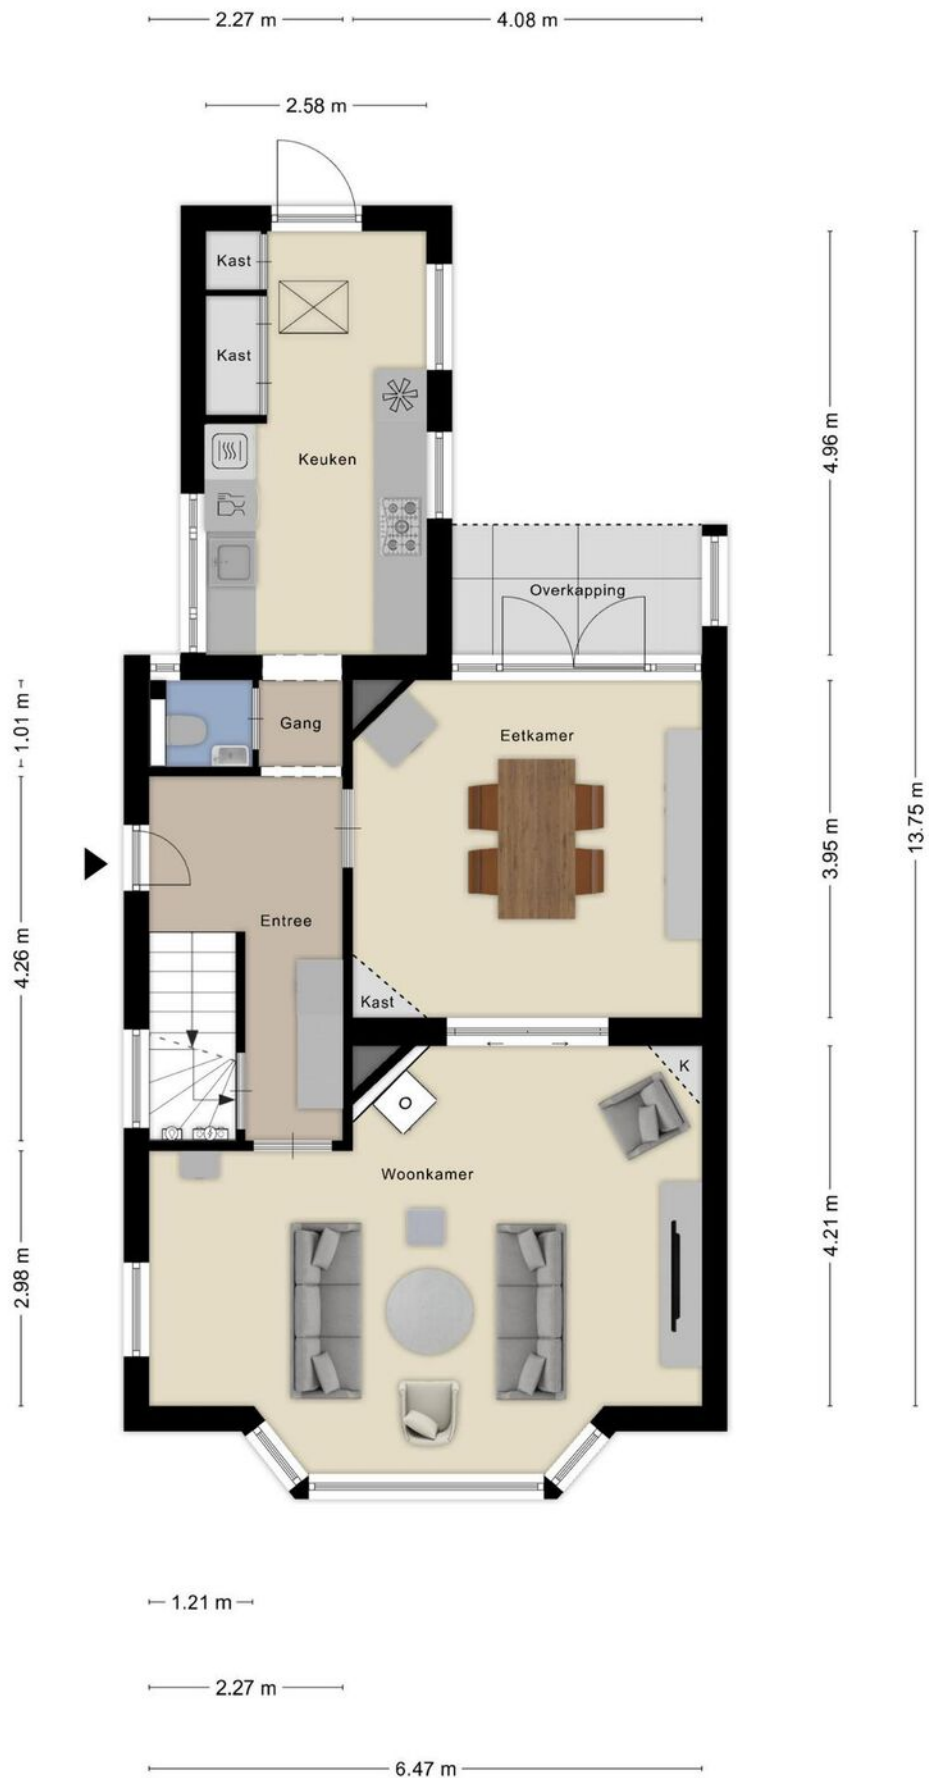 2.27 m
4.08 m
2.58 m
Kast
Kast
Keuken
4.96 m
Overkapping
1.01 m
Gang
Eetkamer
13.75 m
3.95 m
Entree
4.26 m
Kast
K
Woonkamer
4.21 m
2.98 m
1.21 m
2.27 m
6.47 m